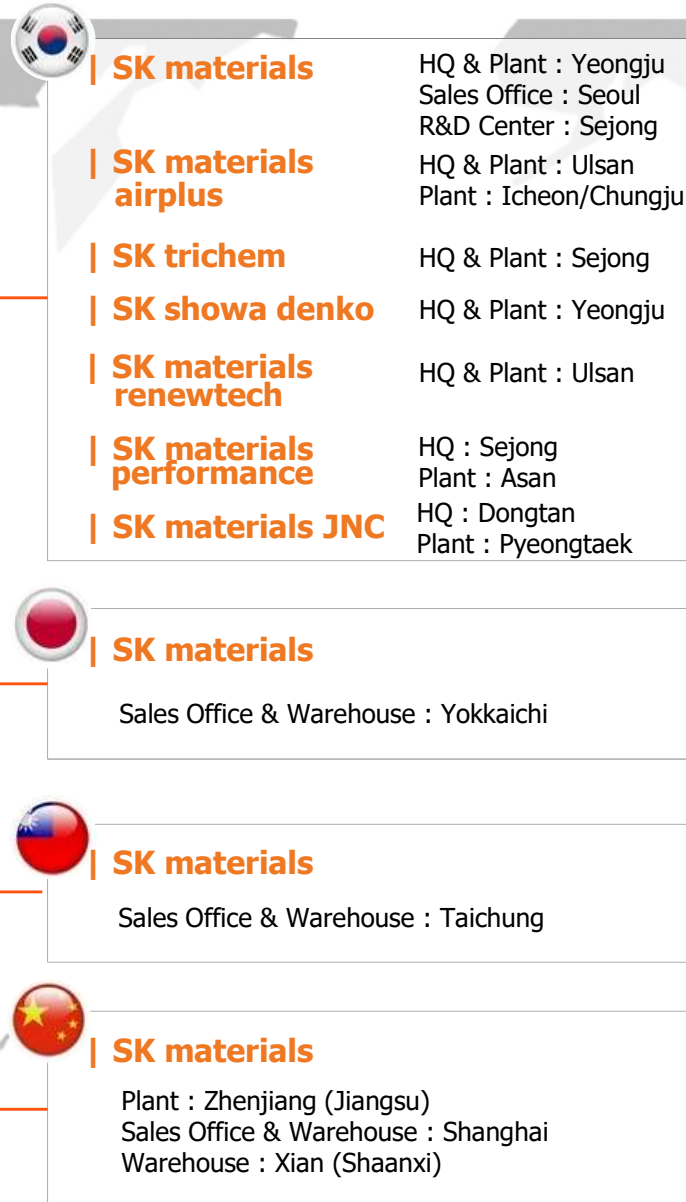 | SK materials
HQ & Plant : Yeongju
Sales Office : Seoul
R&D Center : Sejong
| SK materials
airplus
HQ & Plant : Ulsan
Plant : Icheon/Chungju
| SK trichem
HQ & Plant : Sejong
| SK showa denko
HQ & Plant : Yeongju
| SK materials
renewtech
HQ & Plant : Ulsan
| SK materials
performance
HQ : Sejong
Plant : Asan
| SK materials JNC
HQ : Dongtan
Plant : Pyeongtaek
| SK materials
Sales Office & Warehouse : Yokkaichi
| SK materials
Sales Office & Warehouse : Taichung
| SK materials
Plant : Zhenjiang (Jiangsu)
Sales Office & Warehouse : Shanghai
Warehouse : Xian (Shaanxi)